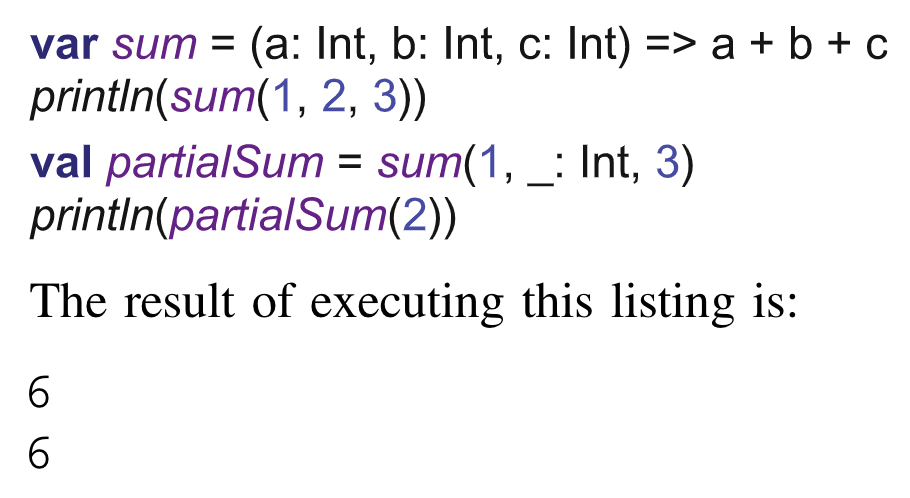 var sum = (a: Int, b: Int, c: Int) => a + b + c
println(sum(1, 2, 3))
val partialSum = sum(1, _: Int, 3)
println(partialSum(2))
The result of executing this listing is:
6
6